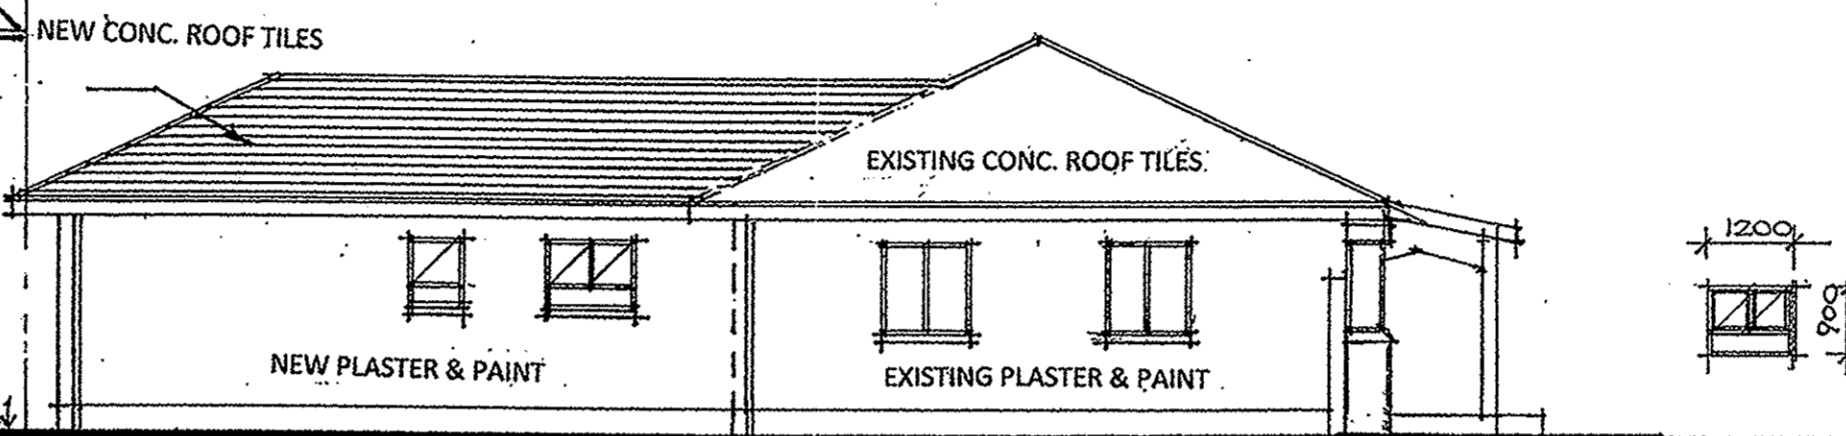 NEW CONC. ROOF TILES
EXISTING CONC. ROOF TILES.
1200
900
NEW PLASTER & PAINT
EXISTING PLASTER & PAINT